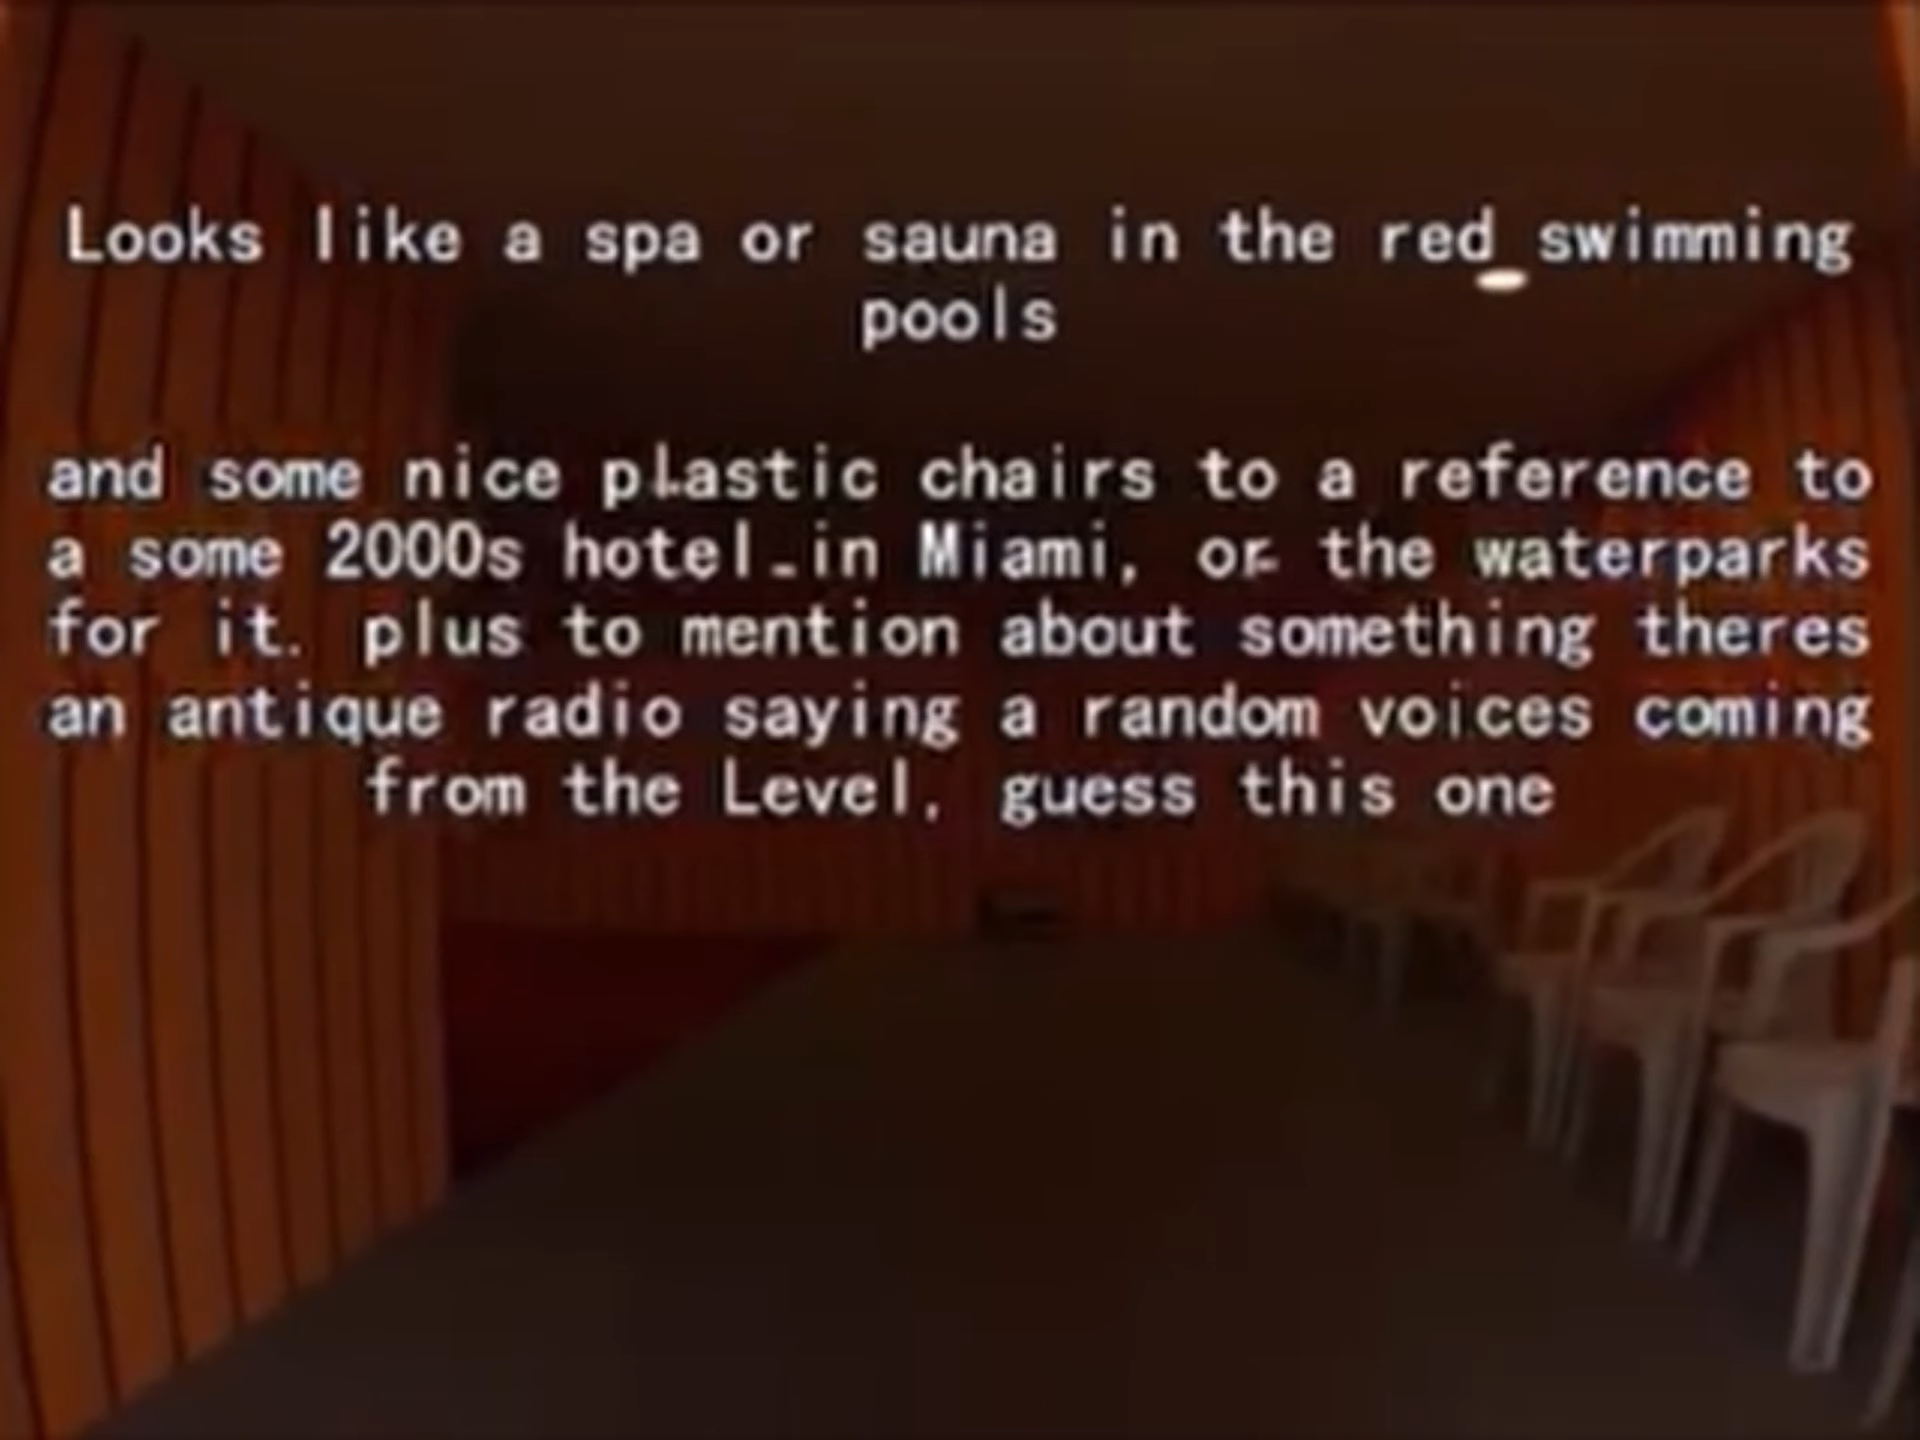 Looks like a spa or sauna in the red swimming
pools
and some nice plastic chairs to a reference to
a some 2000s hotel in Miami, or the waterparks
for it. plus to mention about something theres
an antique radio saying a random voices coming
from the Level, guess this one